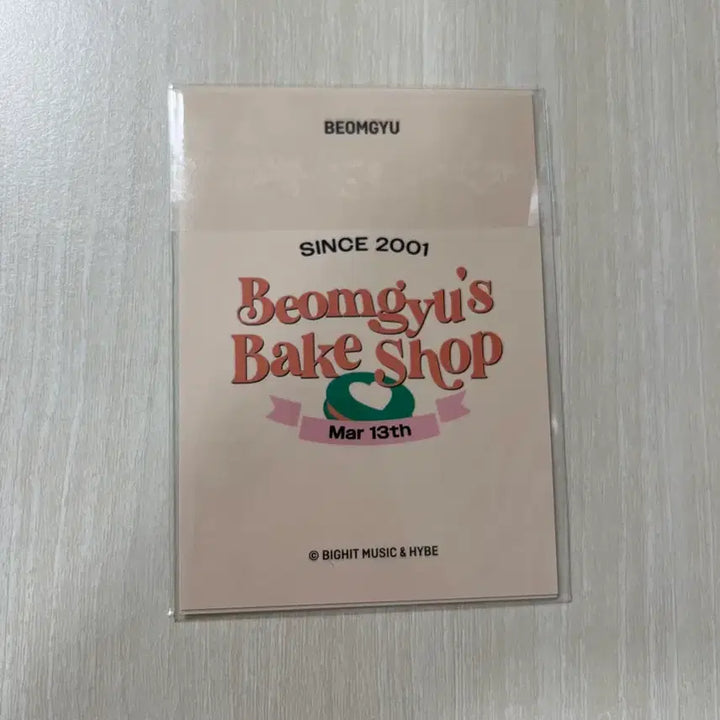 BEOMGYU
SINCE 2001
Beomgyu's
Bake Shop
Mar 13th
© BIGHIT MUSIC & HYBE